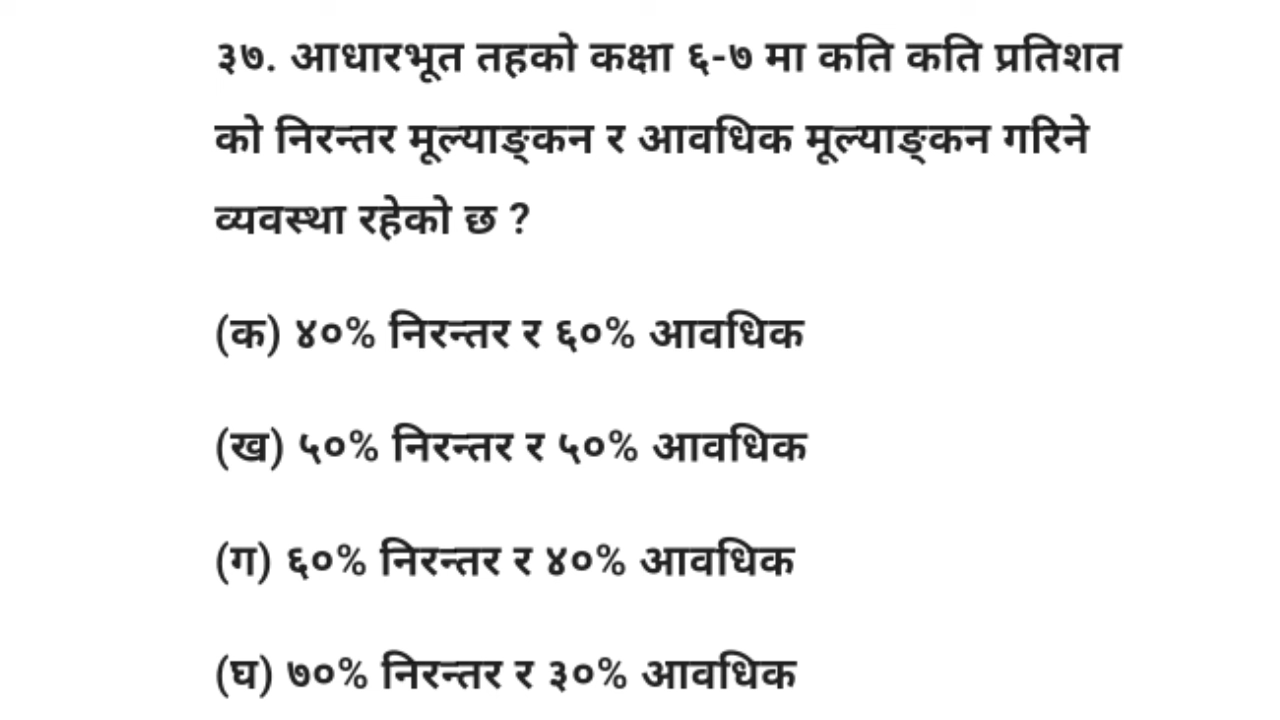 ३७. आधारभूत तहको कक्षा ६-७ मा कति कति प्रतिशत
को निरन्तर मूल्याङ्कन र आवधिक मूल्याङ्कन गरिने
व्यवस्था रहेको छ ?
(क) ४०% निरन्तर र ६०% आवधिक
(ख) ५०% निरन्तर र ५०% आवधिक
(ग) ६०% निरन्तर र ४०% आवधिक
(घ) ७०% निरन्तर र ३०% आवधिक